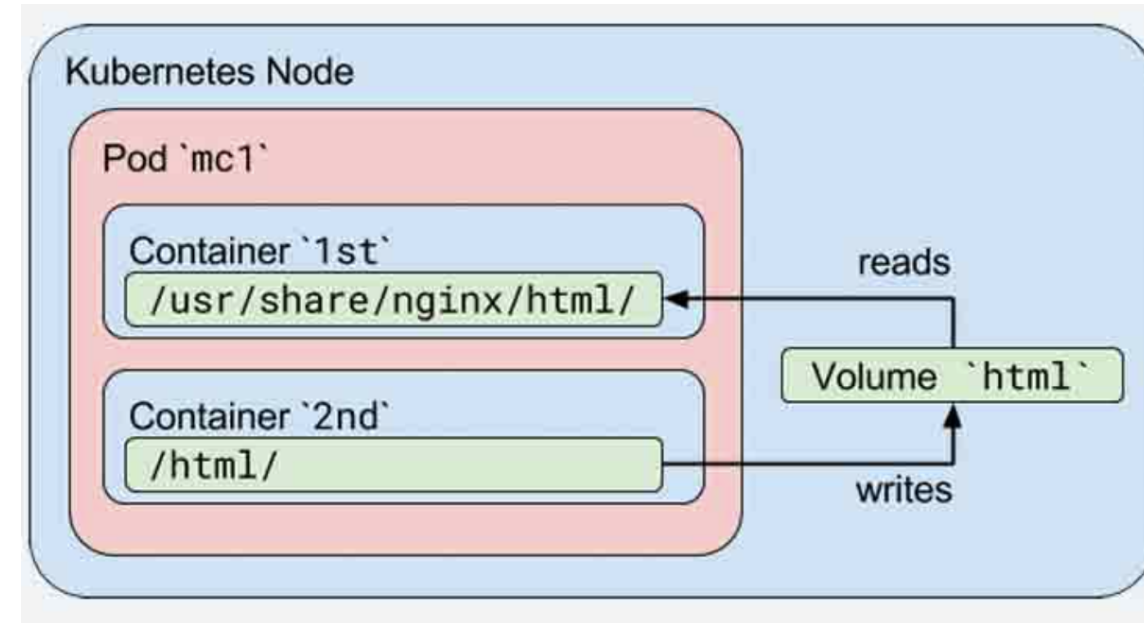 Kubernetes Node
Pod `mc1`
Container `1st`
/usr/share/nginx/html/
reads
Volume `html`
Container `2nd`
/html/
writes